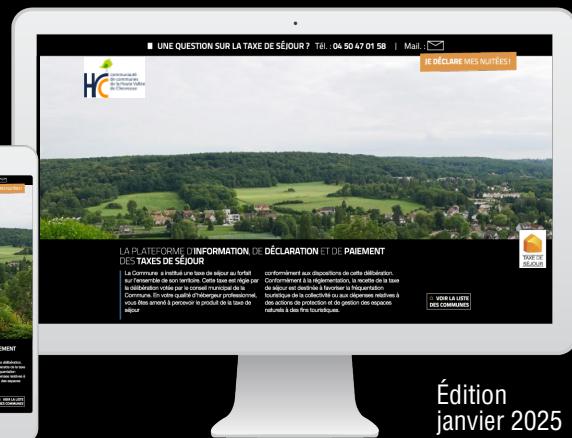 UNE QUESTION SUR LA TAXE DE SÉJOUR ? Tél. : 04 50 47 01 58 | Mail. :
JE DÉCLARE MES NUITÉES !
HC
communauté
de communes
de la Haute Vallée
de Chevreuse
LA PLATEFORME D'INFORMATION, DE DÉCLARATION ET DE PAIEMENT
DES TAXES DE SÉJOUR
La Commune a institué une taxe de séjour au forfait
sur l'ensemble de son territoire. Cette taxe est régie par
la délibération votée par le conseil municipal de la
Commune. En votre qualité d'hébergeur professionnel,
vous êtes amené à percevoir le produit de la taxe de
séjour
conformément aux dispositions de cette délibération.
Conformément à la réglementation, la recette de la taxe
de séjour est destinée à favoriser la fréquentation
touristique de la collectivité ou aux dépenses relatives à
des actions de protection et de gestion des espaces
naturels à des fins touristiques.
TAXE DE
SÉJOUR
VOIR LA LISTE
DES COMMUNES
EMENT
VOIR LA LISTE
DES COMMUNES
Édition
janvier 2025